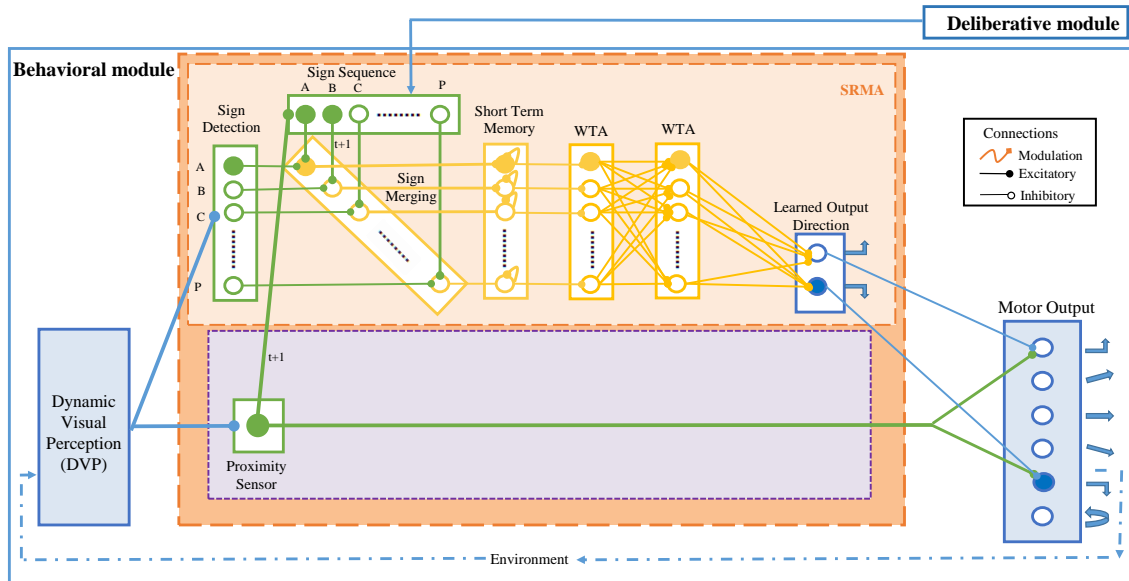 Deliberative module
Behavioral module
Sign Sequence
A
B
C
P
SRMA
Sign
Detection
Short Term
Memory
WTA
WTA
t+1
A
B
C
P
Sign
Merging
Learned Output
Direction
Connections
Modulation
Excitatory
Inhibitory
Motor Output
t+1
Dynamic
Visual
Perception
(DVP)
Proximity
Sensor
Environment